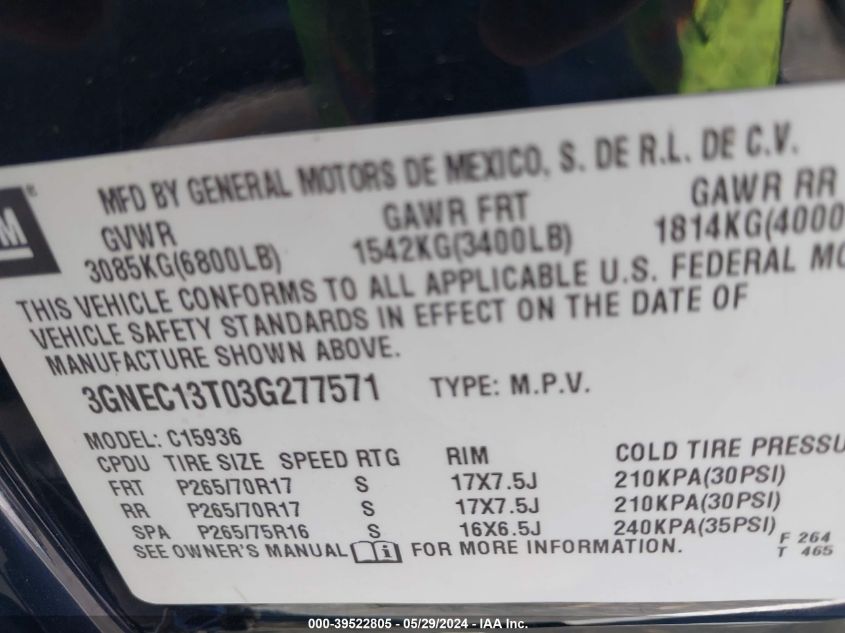 M®
MFD BY GENERAL MOTORS DE MEXICO, S. DE R.L. DE C.V.
GVWR GAWR FRT GAWR RR
3085KG(6800LB) 1542KG(3400LB) 1814KG(4000
THIS VEHICLE CONFORMS TO ALL APPLICABLE U.S. FEDERAL MO
VEHICLE SAFETY STANDARDS IN EFFECT ON THE DATE OF
MANUFACTURE SHOWN ABOVE.
3GNEC13T03G277571 TYPE: M.P.V.
MODEL: C15936
CPDU TIRE SIZE SPEED RTG RIM COLD TIRE PRESSU
FRT P265/70R17 S 17X7.5J 210KPA(30PSI)
RR P265/70R17 S 17X7.5J 210KPA(30PSI)
SPA P265/75R16 S 16X6.5J 240KPA(35PSI)
SEE OWNER'S MANUAL i FOR MORE INFORMATION.
F 264
T 465
000-39522805 - 05/29/2024 - IAA Inc.